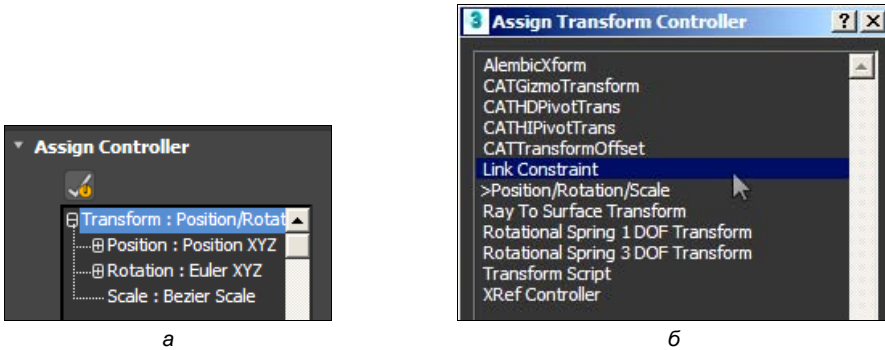 Assign Controller
Transform : Position/Rotat
Position : Position XYZ
Rotation : Euler XYZ
Scale : Bezier Scale
а
3 Assign Transform Controller ? ×
AlembicXform
CATGizmoTransform
CATHDPivotTrans
CATHIPivotTrans
CATTransformOffset
Link Constraint
>Position/Rotation/Scale
Ray To Surface Transform
Rotational Spring 1 DOF Transform
Rotational Spring 3 DOF Transform
Transform Script
XRef Controller
б